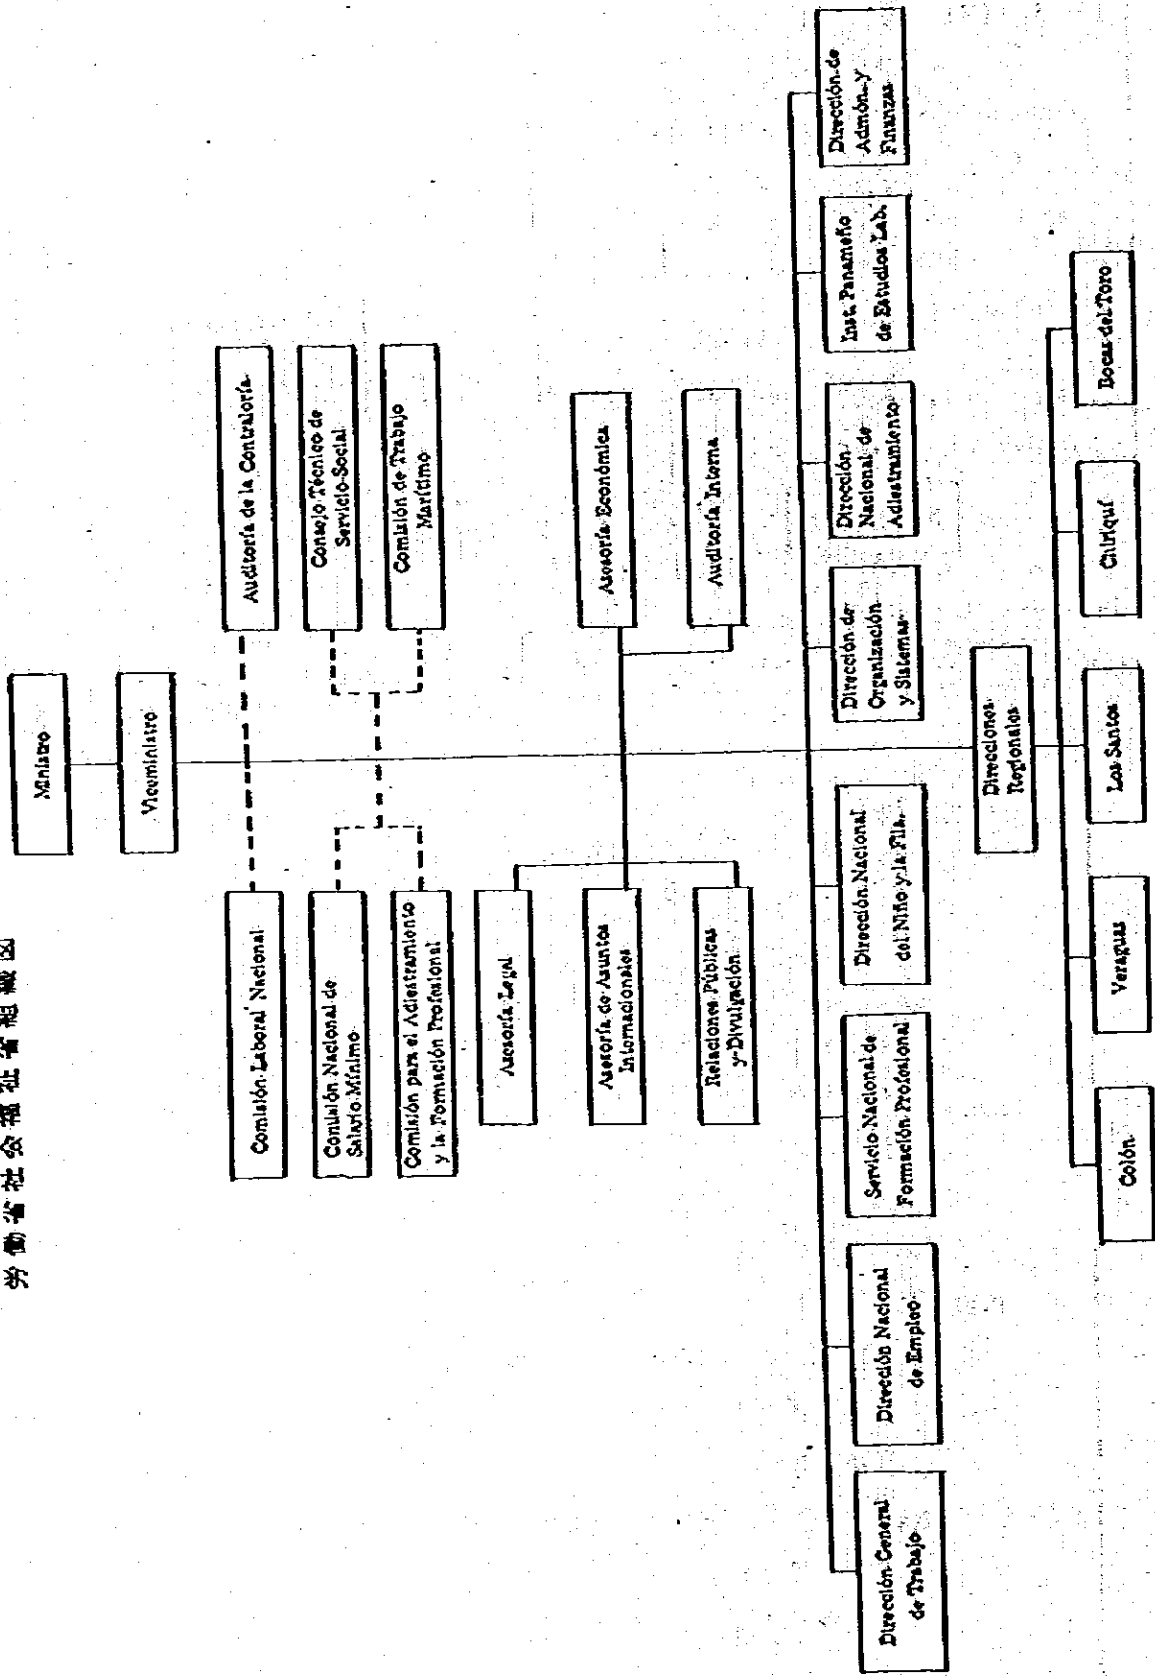 労働省社会福祉省組織図
Ministro
Viceministro
Comisión Laboral Nacional
Auditoría de la Contraloría
Comisión Nacional de
Salario Mínimo
Consejo Técnico de
Servicio Social
Comisión para el Adiestramiento
y la Formación Profesional
Comisión de Trabajo
Marítimo
Asesoría Legal
Asesoría de Asuntos
Internacionales
Asesoría Económica
Relaciones Públicas
y Divulgación
Auditoría Interna
Dirección General
de Trabajo
Dirección Nacional
de Empleo
Servicio Nacional de
Formación Profesional
Dirección Nacional
del Niño y la Flia.
Dirección de
Organización
y Sistemas
Dirección
Nacional de
Adiestramiento
Inst. Panameño
de Estudios Lab.
Dirección de
Admón. y
Finanzas
Direcciones
Regionales
Colón
Veraguas
Los Santos
Chiriquí
Bocas del Toro